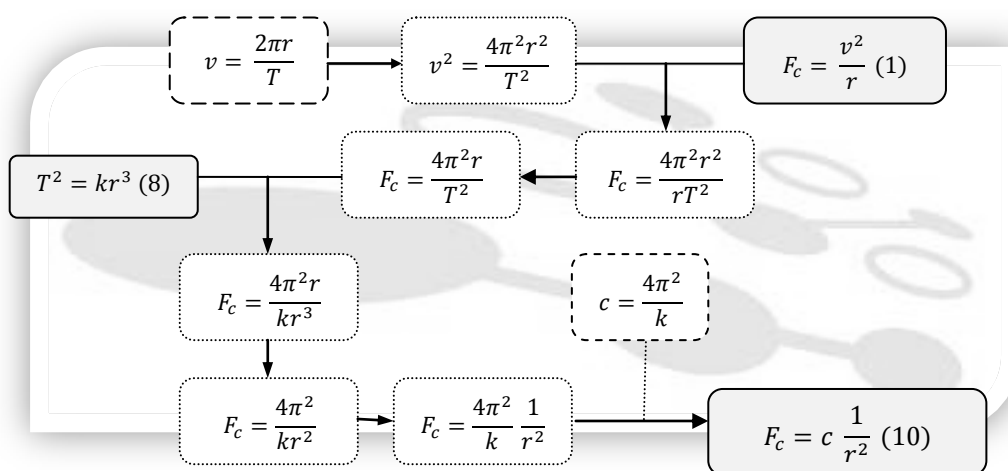 v = 2πr/T
v² = 4π²r²/T²
F_c = v²/r (1)
T² = kr³ (8)
F_c = 4π²r/T²
F_c = 4π²r²/rT²
F_c = 4π²r/kr³
c = 4π²/k
F_c = 4π²/kr²
F_c = 4π²/k 1/r²
F_c = c 1/r² (10)